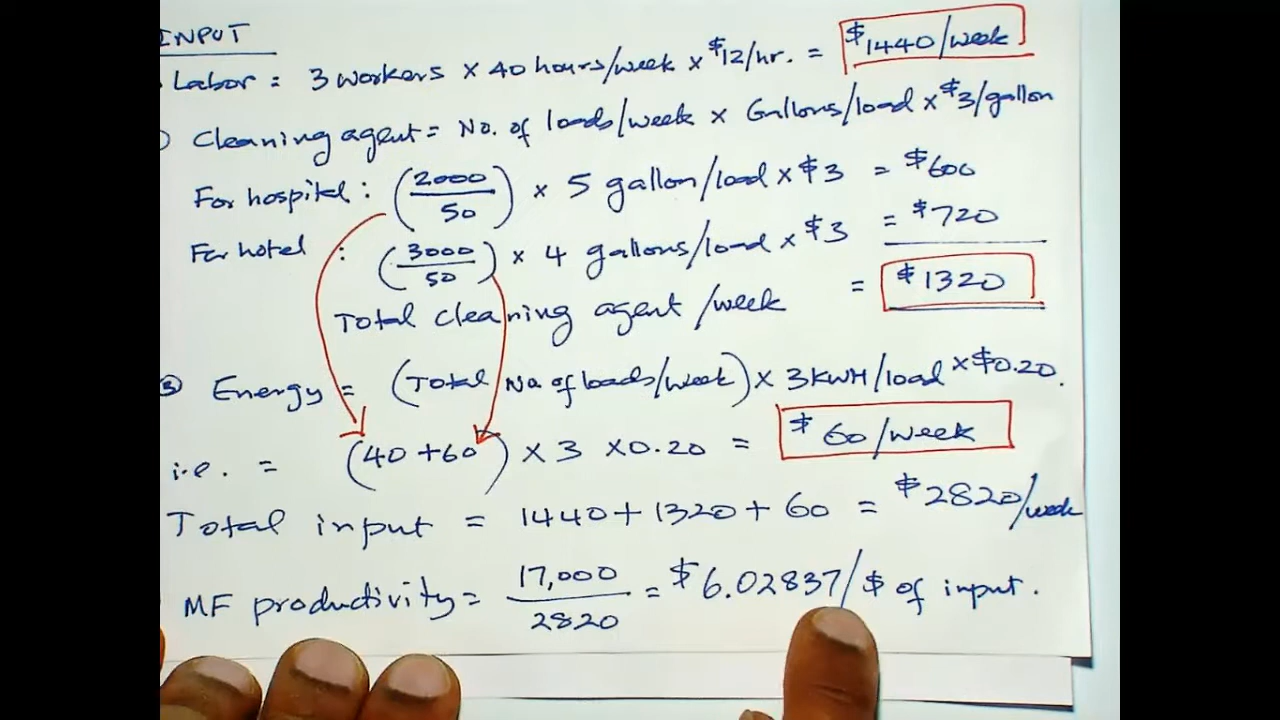 INPUT
Labor = 3 workers × 40 hours/week × $12/hr. = $1440/week
) Cleaning agent = No. of loads/week × Gallons/load × $3/gallon
For hospital : (2000/50) × 5 gallon/load × $3 = $600
For hotel : (3000/50) × 4 gallons/load × $3 = $720
Total cleaning agent /week = $1320
③ Energy = (Total No. of loads/week) × 3 KWH/load × $0.20.
i.e. = (40 + 60) × 3 × 0.20 = $60/week
Total input = 1440 + 1320 + 60 = $2820/week
MF productivity = 17,000/2820 = $6.02837/$ of input.